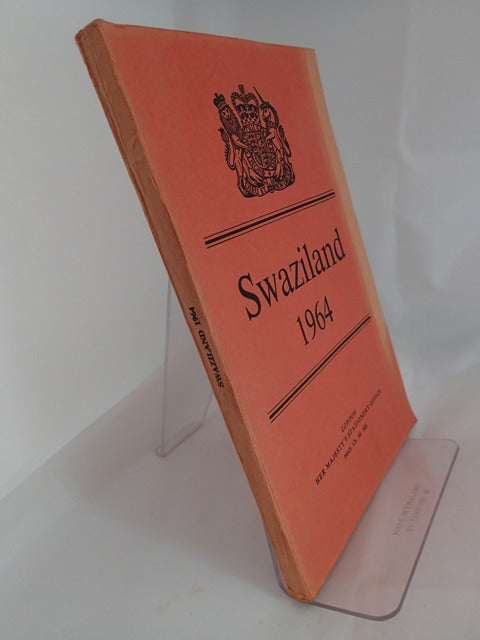 Swaziland
1964
LONDON
HER MAJESTY'S STATIONERY OFFICE
SWAZILAND 1964